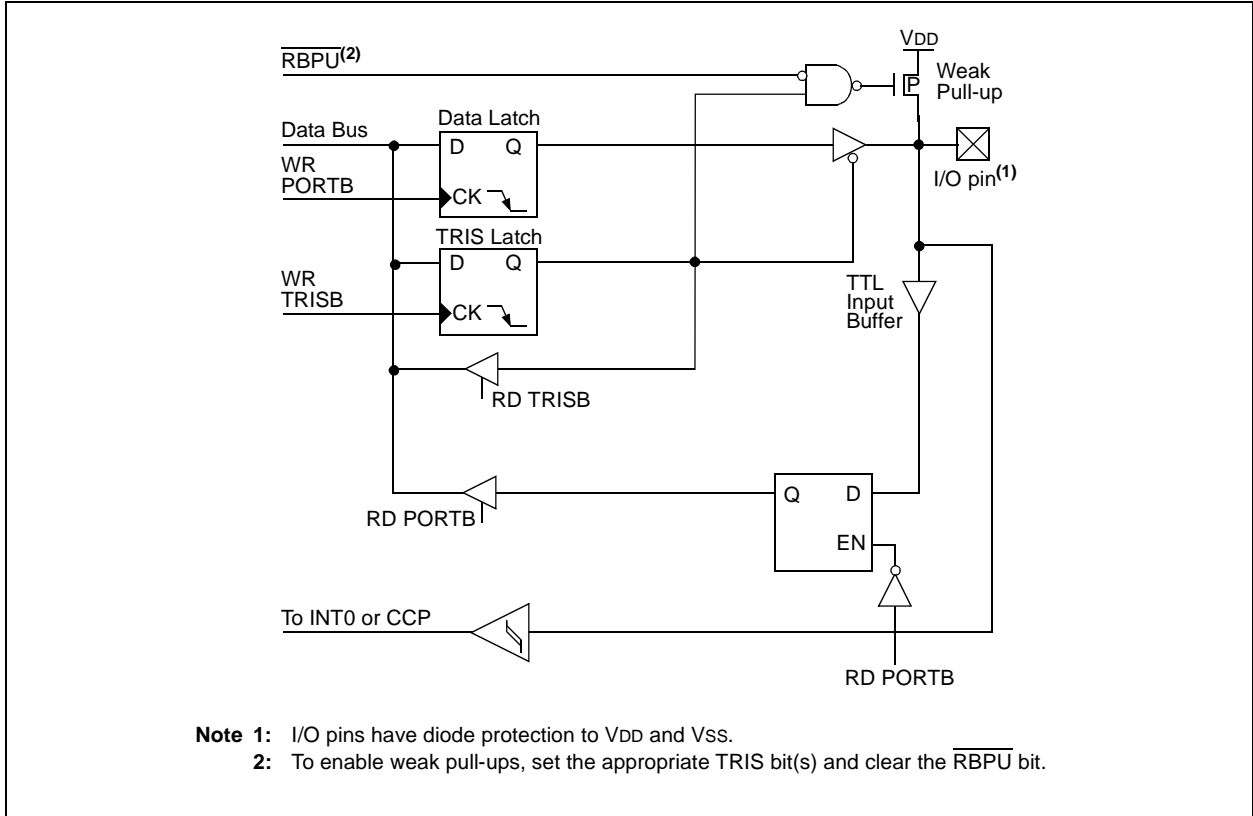 VDD
RBPU(2)
Weak
Pull-up
P
Data Latch
Data Bus
D Q
WR
PORTB
CK
I/O pin(1)
TRIS Latch
D Q
WR
TRISB
CK
TTL
Input
Buffer
RD TRISB
Q D
RD PORTB
EN
To INT0 or CCP
RD PORTB
Note 1: I/O pins have diode protection to VDD and VSS.
2: To enable weak pull-ups, set the appropriate TRIS bit(s) and clear the RBPU bit.